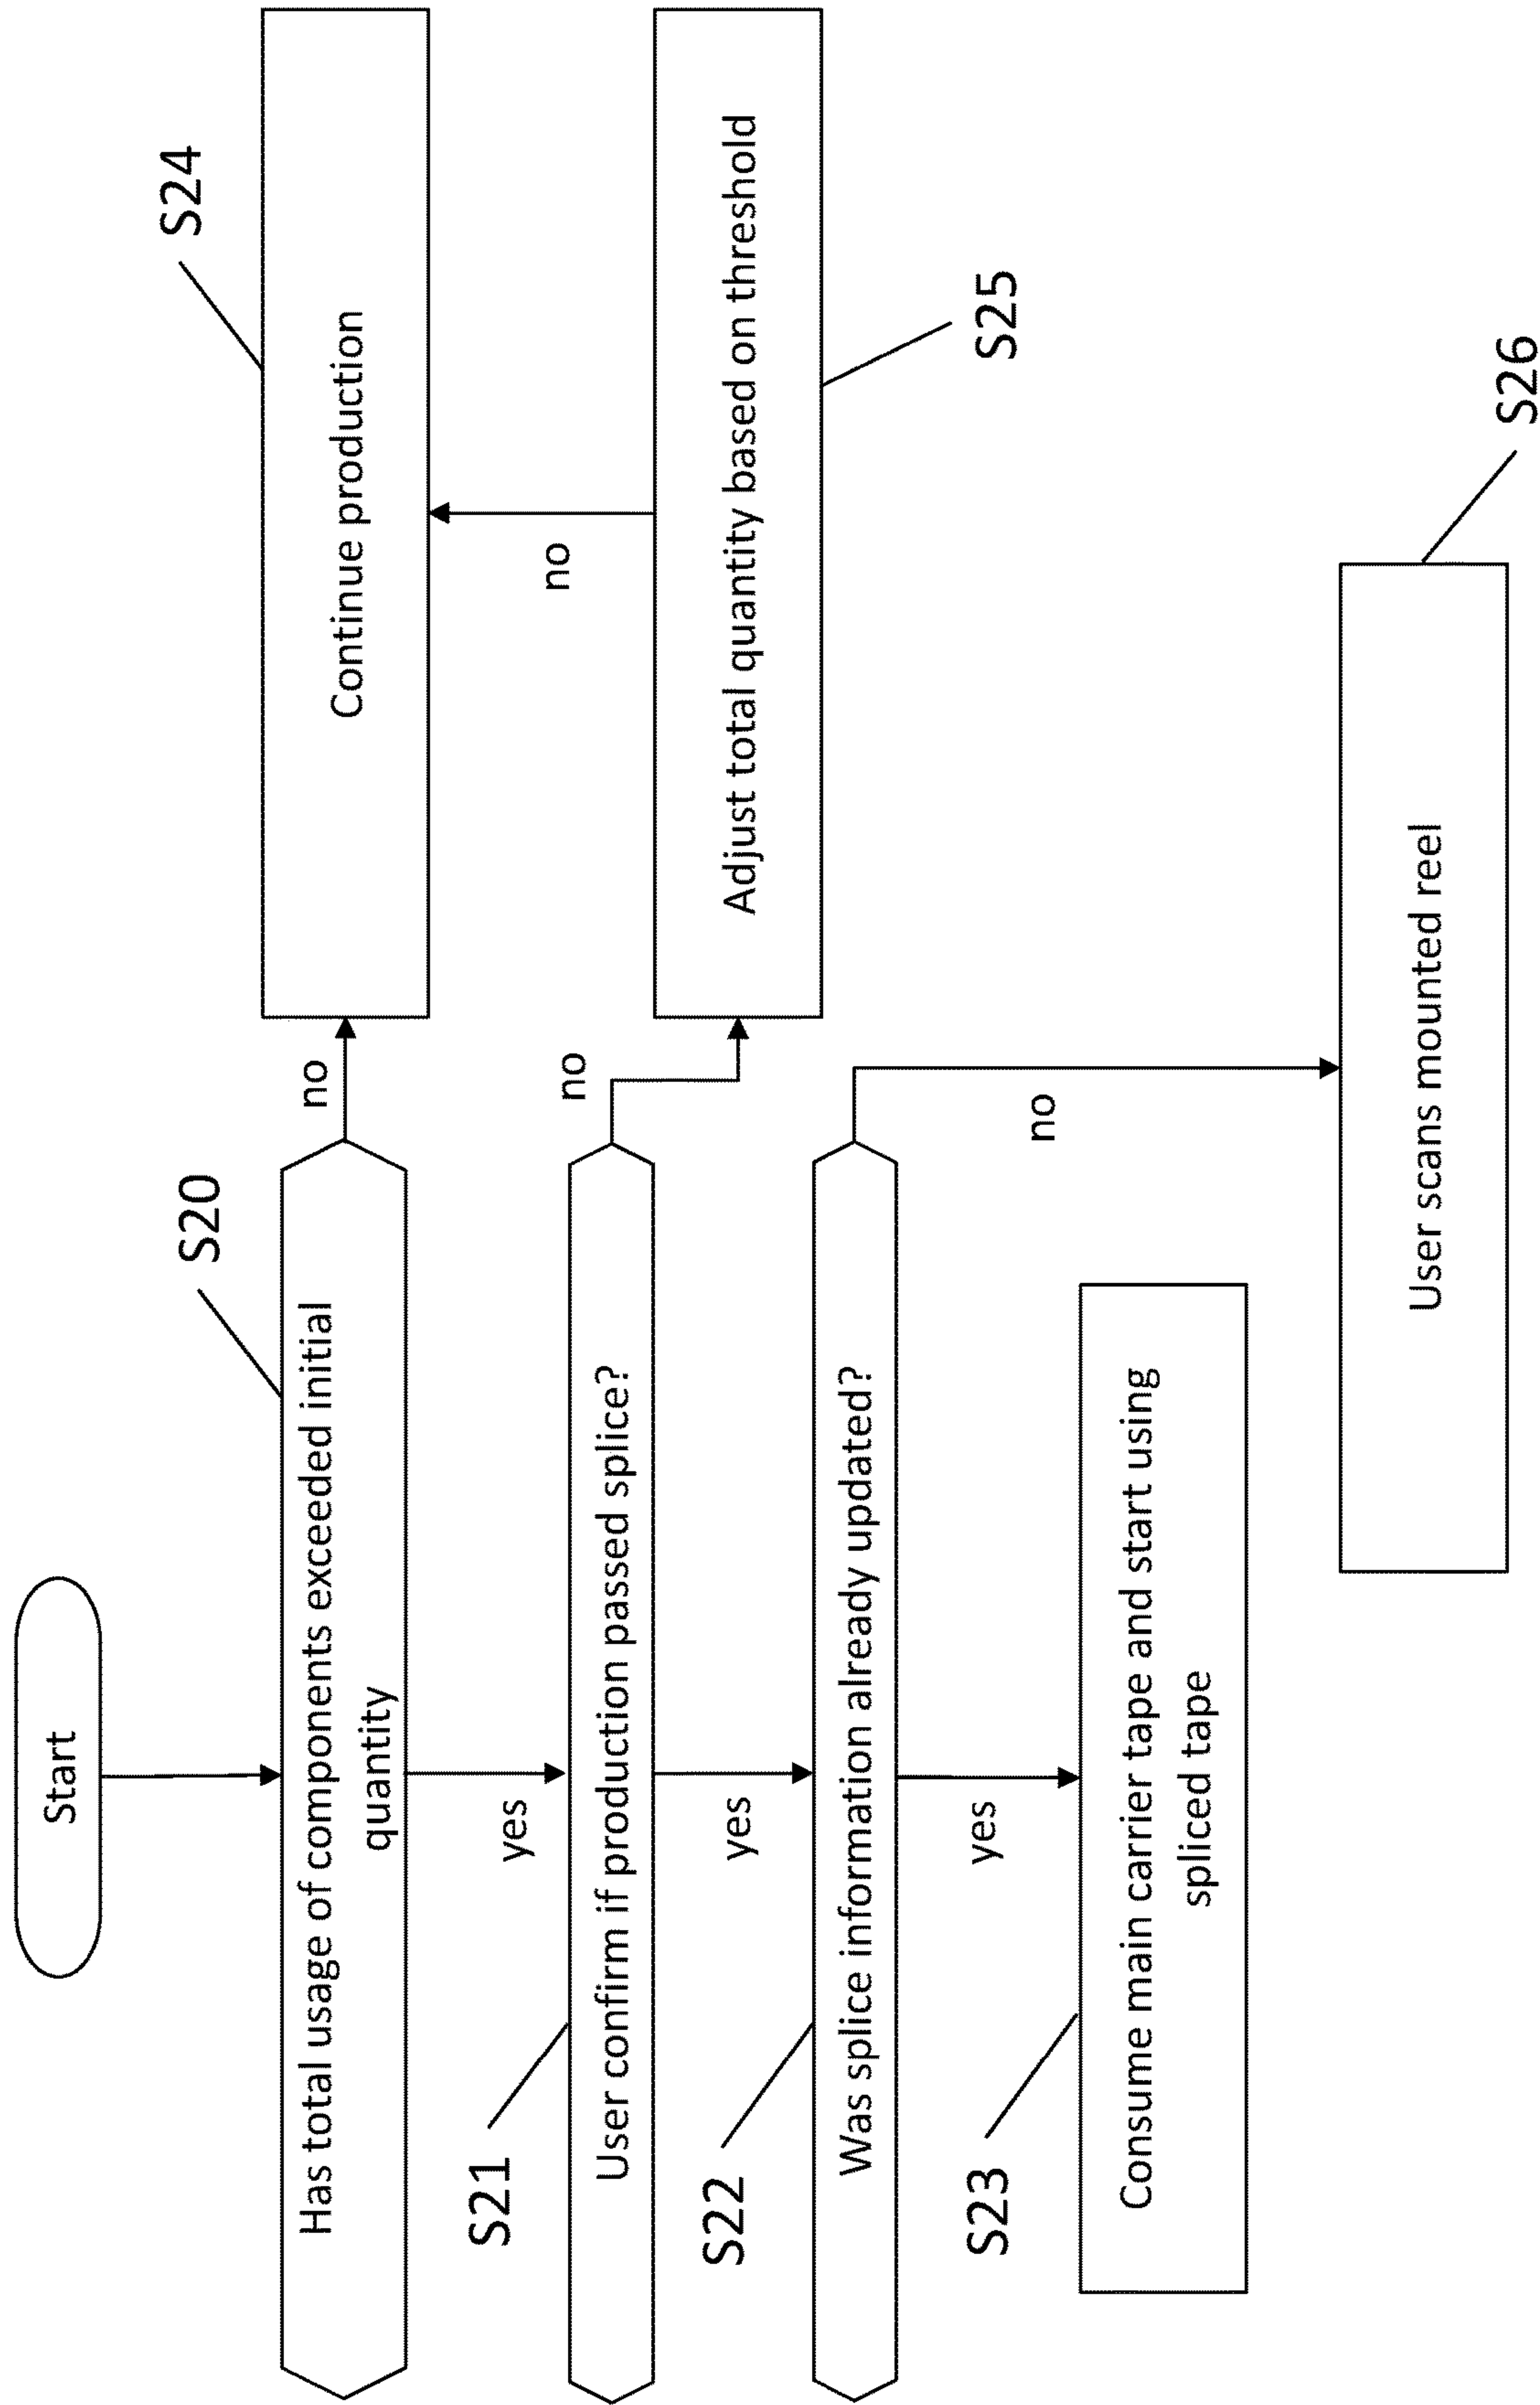 Start
S20
Has total usage of components exceeded initial
quantity
no
S24
Continue production
yes
S21
User confirm if production passed splice?
no
Adjust total quantity based on threshold
S25
no
yes
S22
Was splice information already updated?
no
yes
S23
Consume main carrier tape and start using
spliced tape
User scans mounted reel
S26